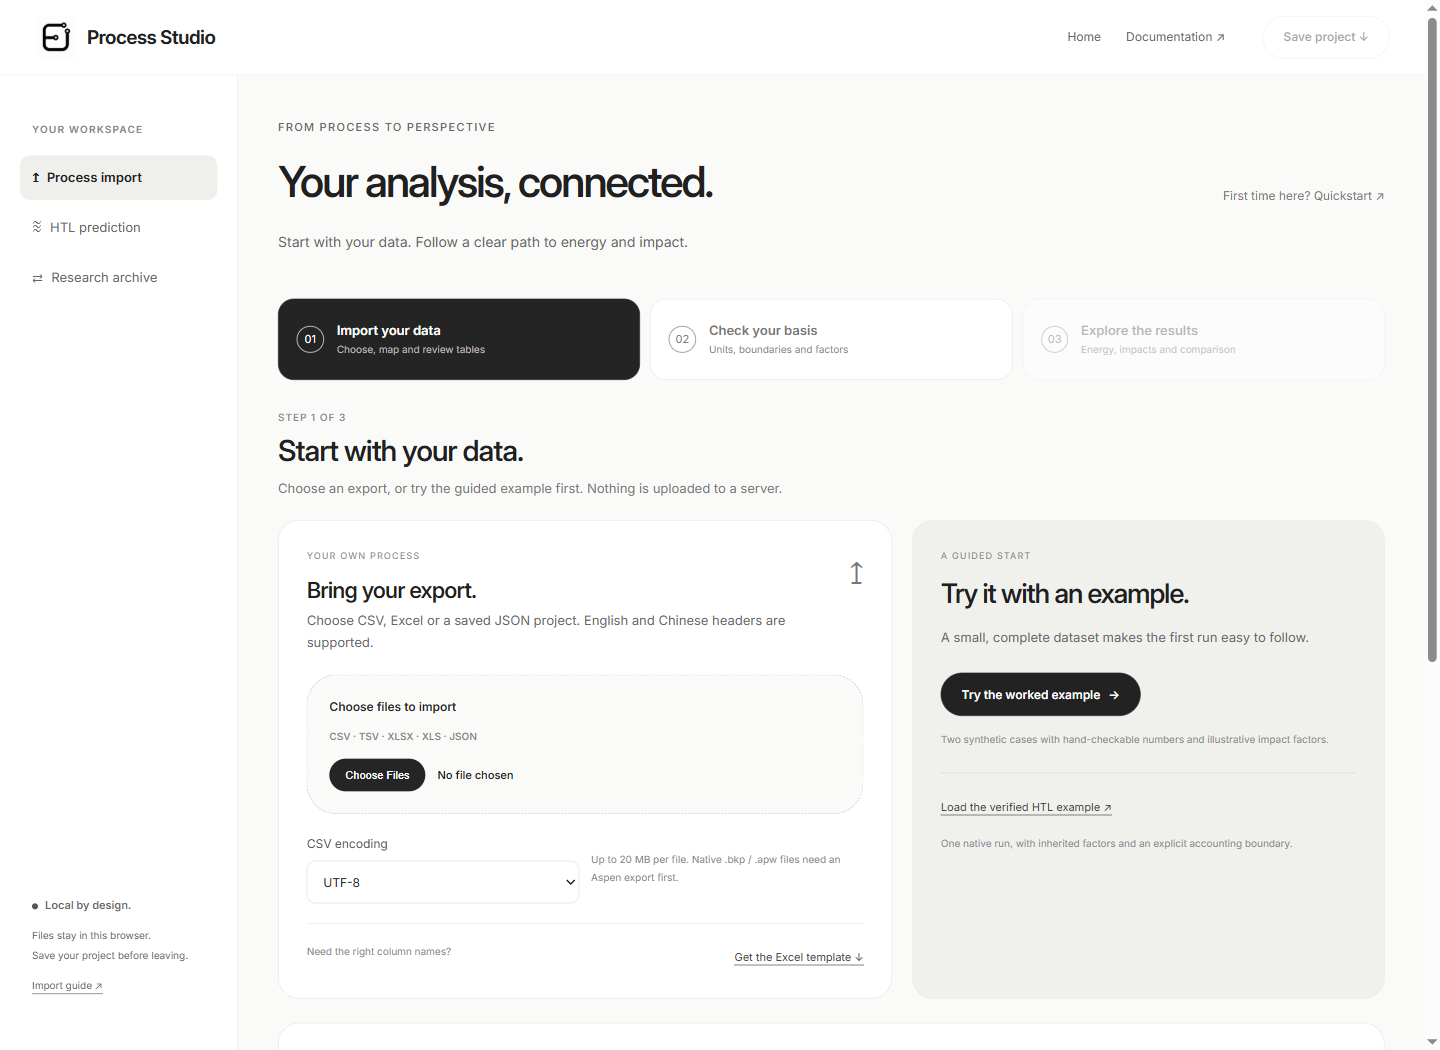 Process Studio
Home
Documentation ↗
Save project ↓
YOUR WORKSPACE
↥ Process import
HTL prediction
⇄ Research archive
FROM PROCESS TO PERSPECTIVE
Your analysis, connected.
First time here? Quickstart ↗
Start with your data. Follow a clear path to energy and impact.
01
Import your data
Choose, map and review tables
02
Check your basis
Units, boundaries and factors
03
Explore the results
Energy, impacts and comparison
STEP 1 OF 3
Start with your data.
Choose an export, or try the guided example first. Nothing is uploaded to a server.
YOUR OWN PROCESS
Bring your export.
Choose CSV, Excel or a saved JSON project. English and Chinese headers are
supported.
Choose files to import
CSV · TSV · XLSX · XLS · JSON
Choose Files No file chosen
CSV encoding
UTF-8
Up to 20 MB per file. Native .bkp / .apw files need an
Aspen export first.
Need the right column names?
Get the Excel template ↓
A GUIDED START
Try it with an example.
A small, complete dataset makes the first run easy to follow.
Try the worked example →
Two synthetic cases with hand-checkable numbers and illustrative impact factors.
Load the verified HTL example ↗
One native run, with inherited factors and an explicit accounting boundary.
Local by design.
Files stay in this browser.
Save your project before leaving.
Import guide ↗